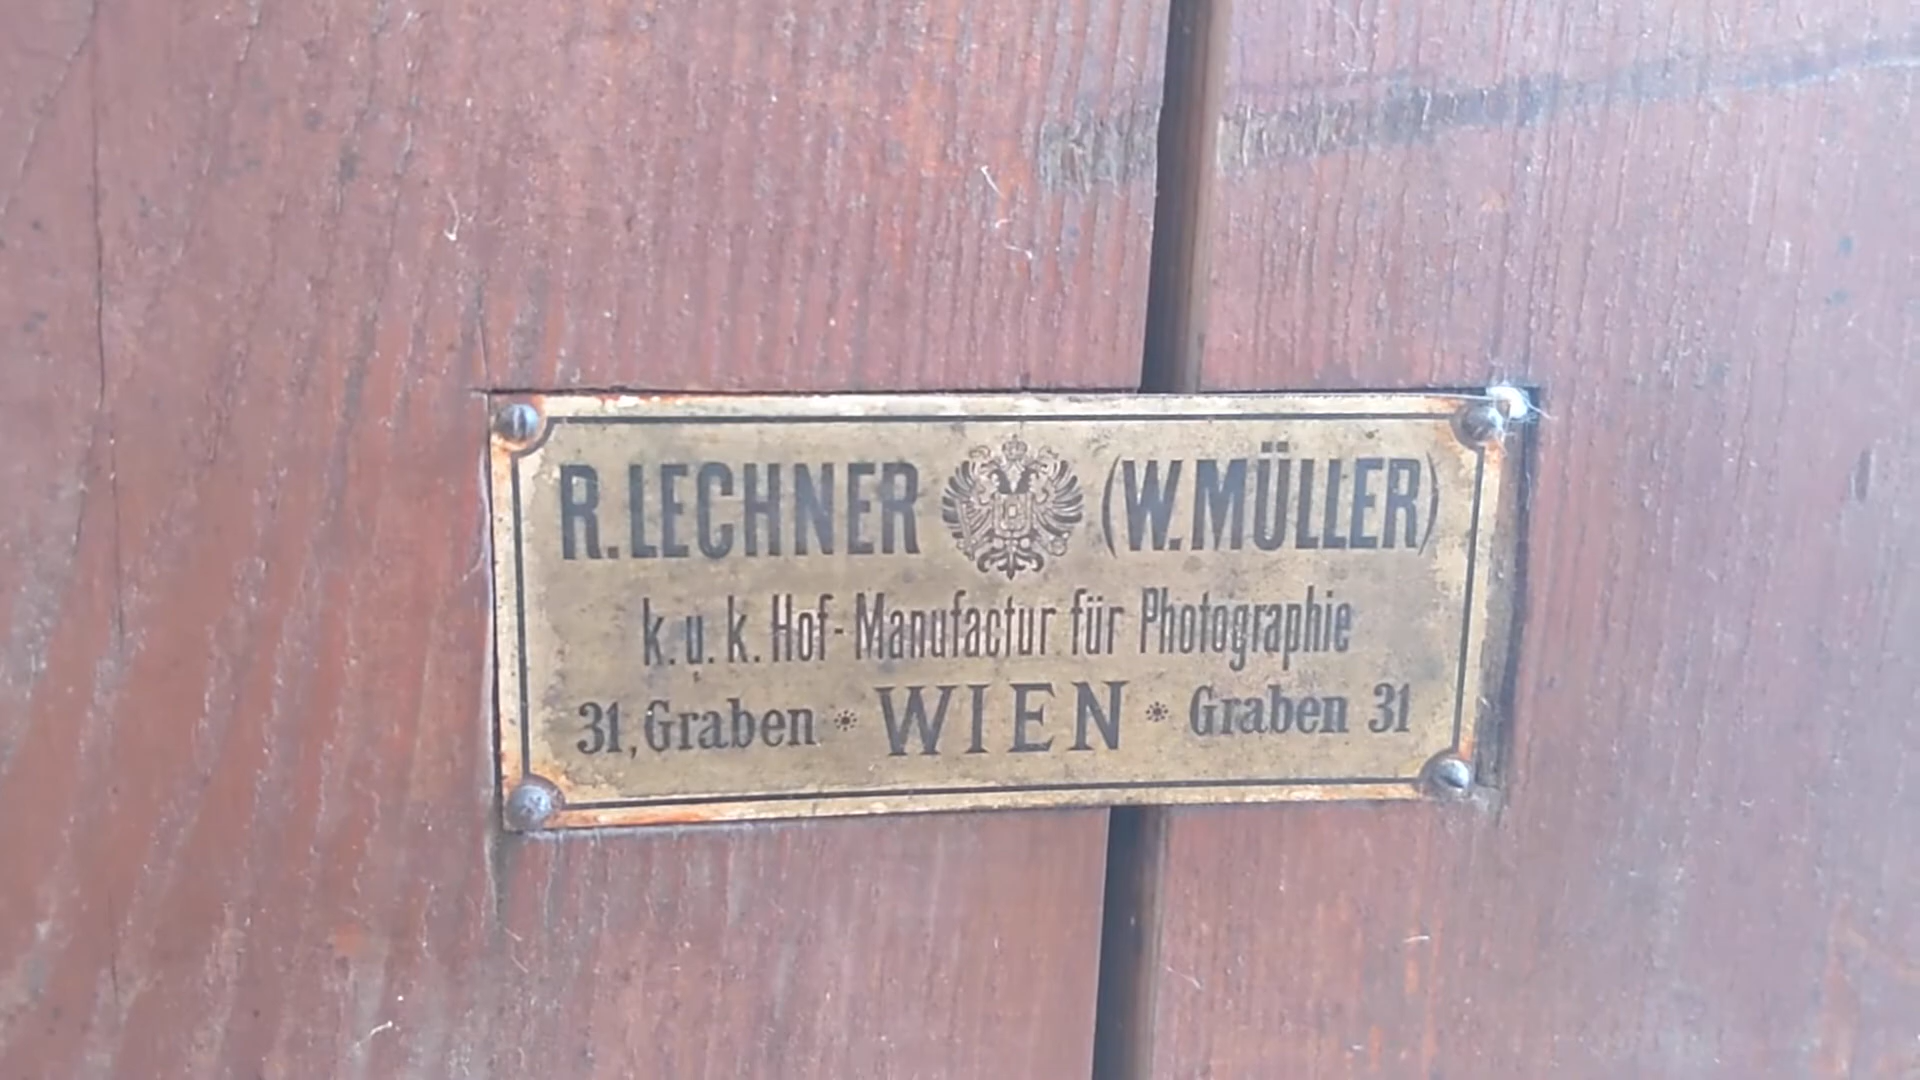 R. LECHNER (W. MÜLLER)
k. u. k. Hof-Manufactur für Photographie
31, Graben * WIEN * Graben 31